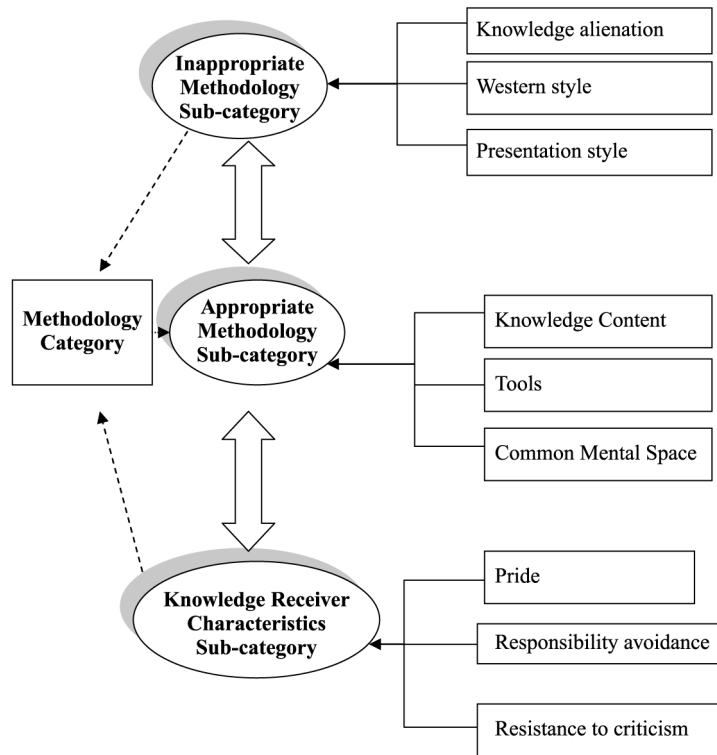 Knowledge alienation
Inappropriate
Methodology
Sub-category
Western style
Presentation style
Methodology
Category
Appropriate
Methodology
Sub-category
Knowledge Content
Tools
Common Mental Space
Knowledge Receiver
Characteristics
Sub-category
Pride
Responsibility avoidance
Resistance to criticism